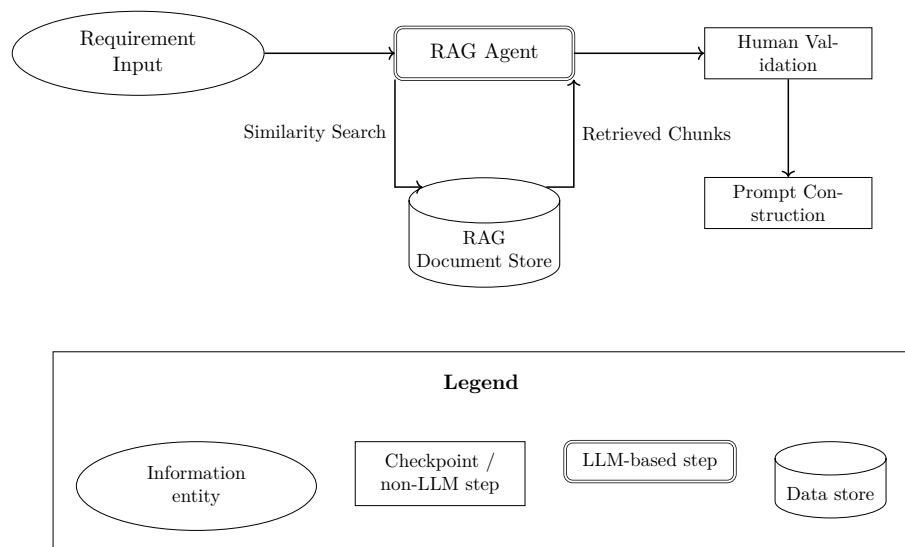 Requirement
Input
RAG Agent
Human Val-
idation
Similarity Search
Retrieved Chunks
Prompt Con-
struction
RAG
Document Store
Legend
Information
entity
Checkpoint /
non-LLM step
LLM-based step
Data store